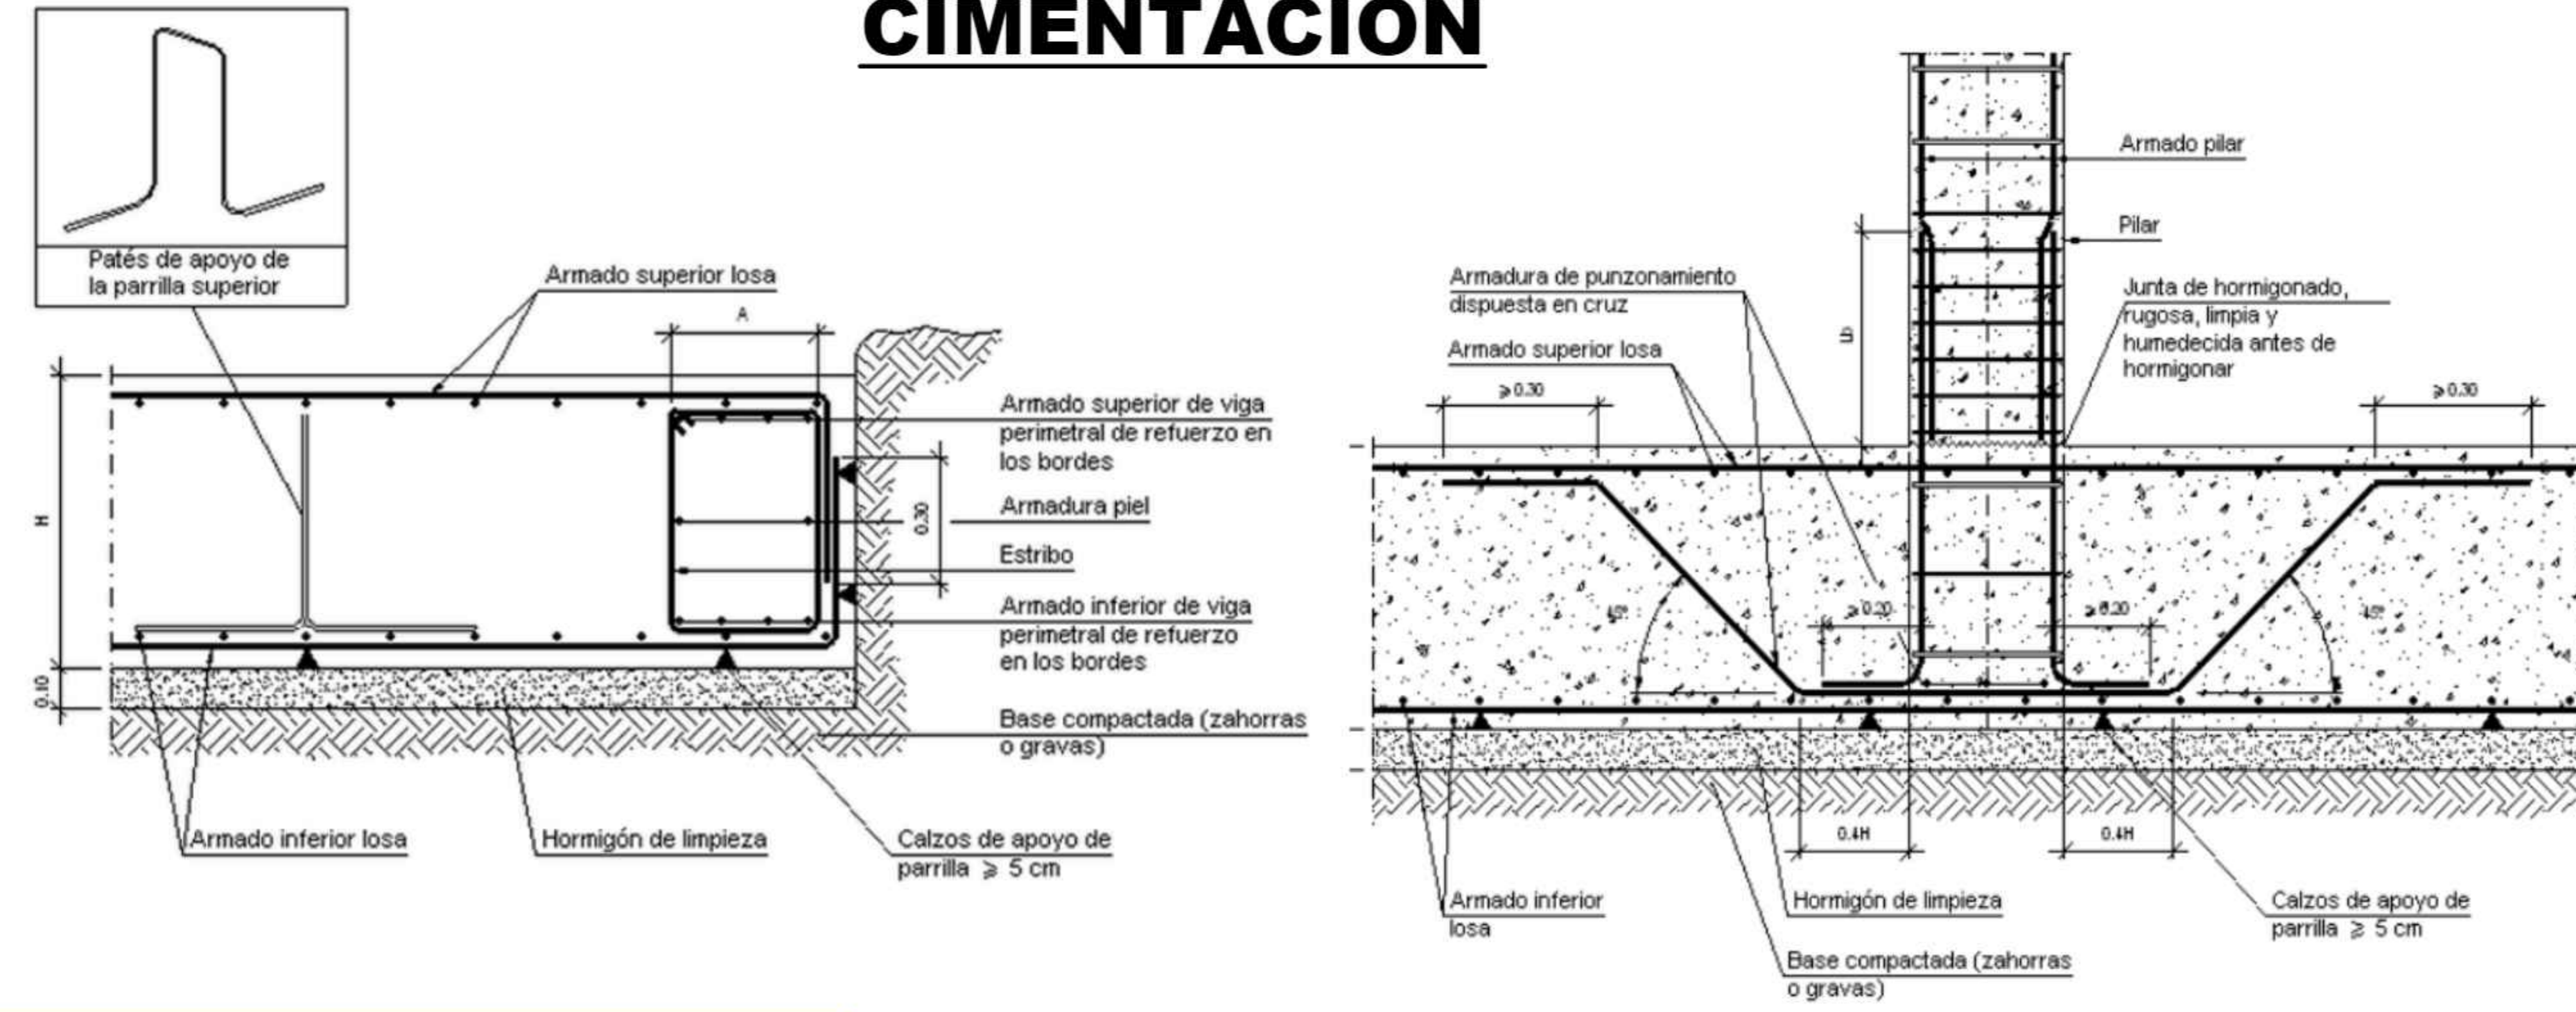 CIMENTACIÓN
Patés de apoyo de
la parrilla superior
Armado superior losa
A
H
0.10
Armado superior de viga
perimetral de refuerzo en
los bordes
0.30
Armadura piel
Estribo
Armado inferior de viga
perimetral de refuerzo
en los bordes
Base compactada (zahorras
o gravas)
Armado inferior losa
Hormigón de limpieza
Calzos de apoyo de
parrilla ⩾ 5 cm
Armado pilar
Pilar
Armadura de punzonamiento
dispuesta en cruz
Armado superior losa
Junta de hormigonado,
rugosa, limpia y
humedecida antes de
hormigonar
⩾ 0.30
⩾ 0.30
Lb
45º
⩾ 0.20
⩾ 0.20
45º
0.4H
0.4H
Armado inferior
losa
Hormigón de limpieza
Base compactada (zahorras
o gravas)
Calzos de apoyo de
parrilla ⩾ 5 cm